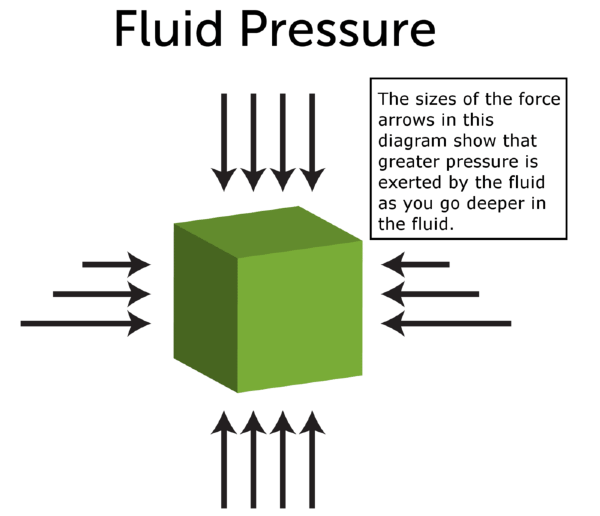 Fluid Pressure
The sizes of the force
arrows in this
diagram show that
greater pressure is
exerted by the fluid
as you go deeper in
the fluid.